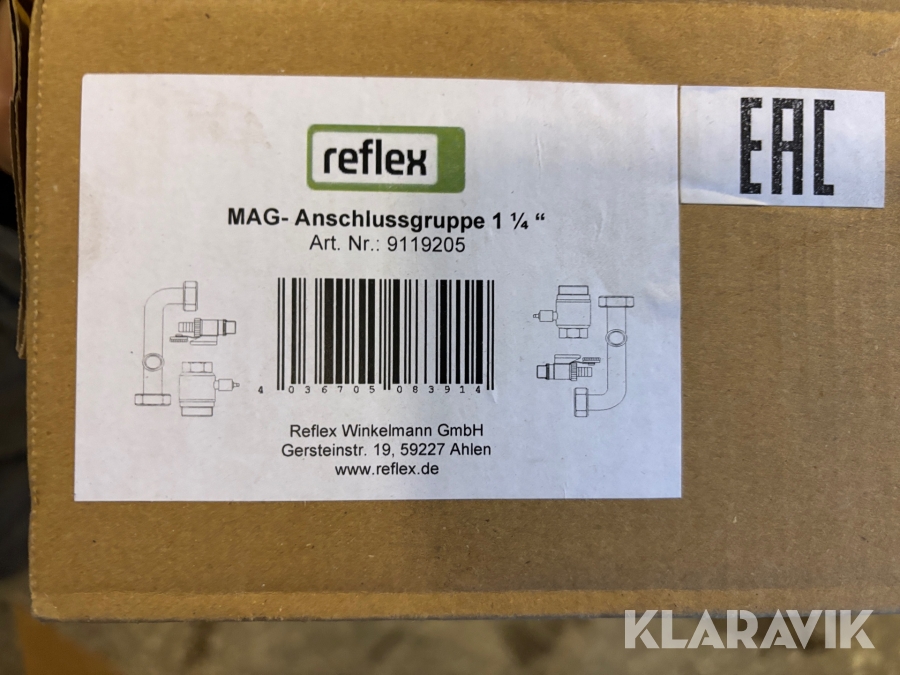 reflex
EAC
MAG- Anschlussgruppe 1 ¼ “
Art. Nr.: 9119205
4 036705 083914
Reflex Winkelmann GmbH
Gersteinstr. 19, 59227 Ahlen
www.reflex.de
KLARAVIK